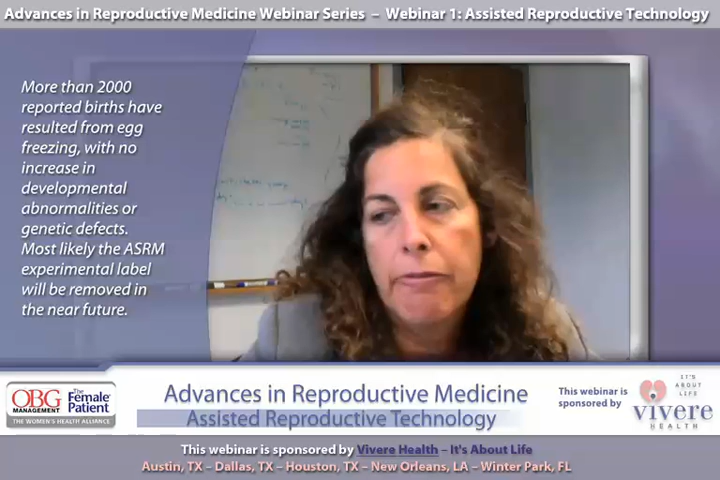 Advances in Reproductive Medicine Webinar Series – Webinar 1: Assisted Reproductive Technology
More than 2000
reported births have
resulted from egg
freezing, with no
increase in
developmental
abnormalities or
genetic defects.
Most likely the ASRM
experimental label
will be removed in
the near future.
OBG
MANAGEMENT
The
Female
Patient
THE WOMEN'S HEALTH ALLIANCE
Advances in Reproductive Medicine
Assisted Reproductive Technology
This webinar is
sponsored by
IT'S
ABOUT
LIFE
vivere
HEALTH
This webinar is sponsored by Vivere Health – It's About Life
Austin, TX – Dallas, TX – Houston, TX – New Orleans, LA – Winter Park, FL